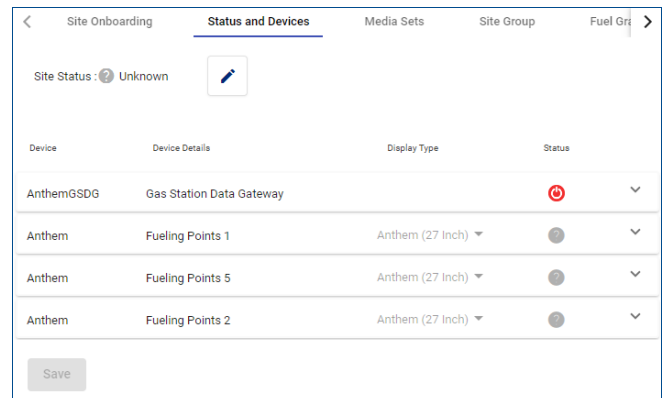 Site Onboarding Status and Devices Media Sets Site Group Fuel Gra
Site Status : ? Unknown
Device Device Details Display Type Status
AnthemGSDG Gas Station Data Gateway
Anthem Fueling Points 1 Anthem (27 Inch) ?
Anthem Fueling Points 5 Anthem (27 Inch) ?
Anthem Fueling Points 2 Anthem (27 Inch) ?
Save